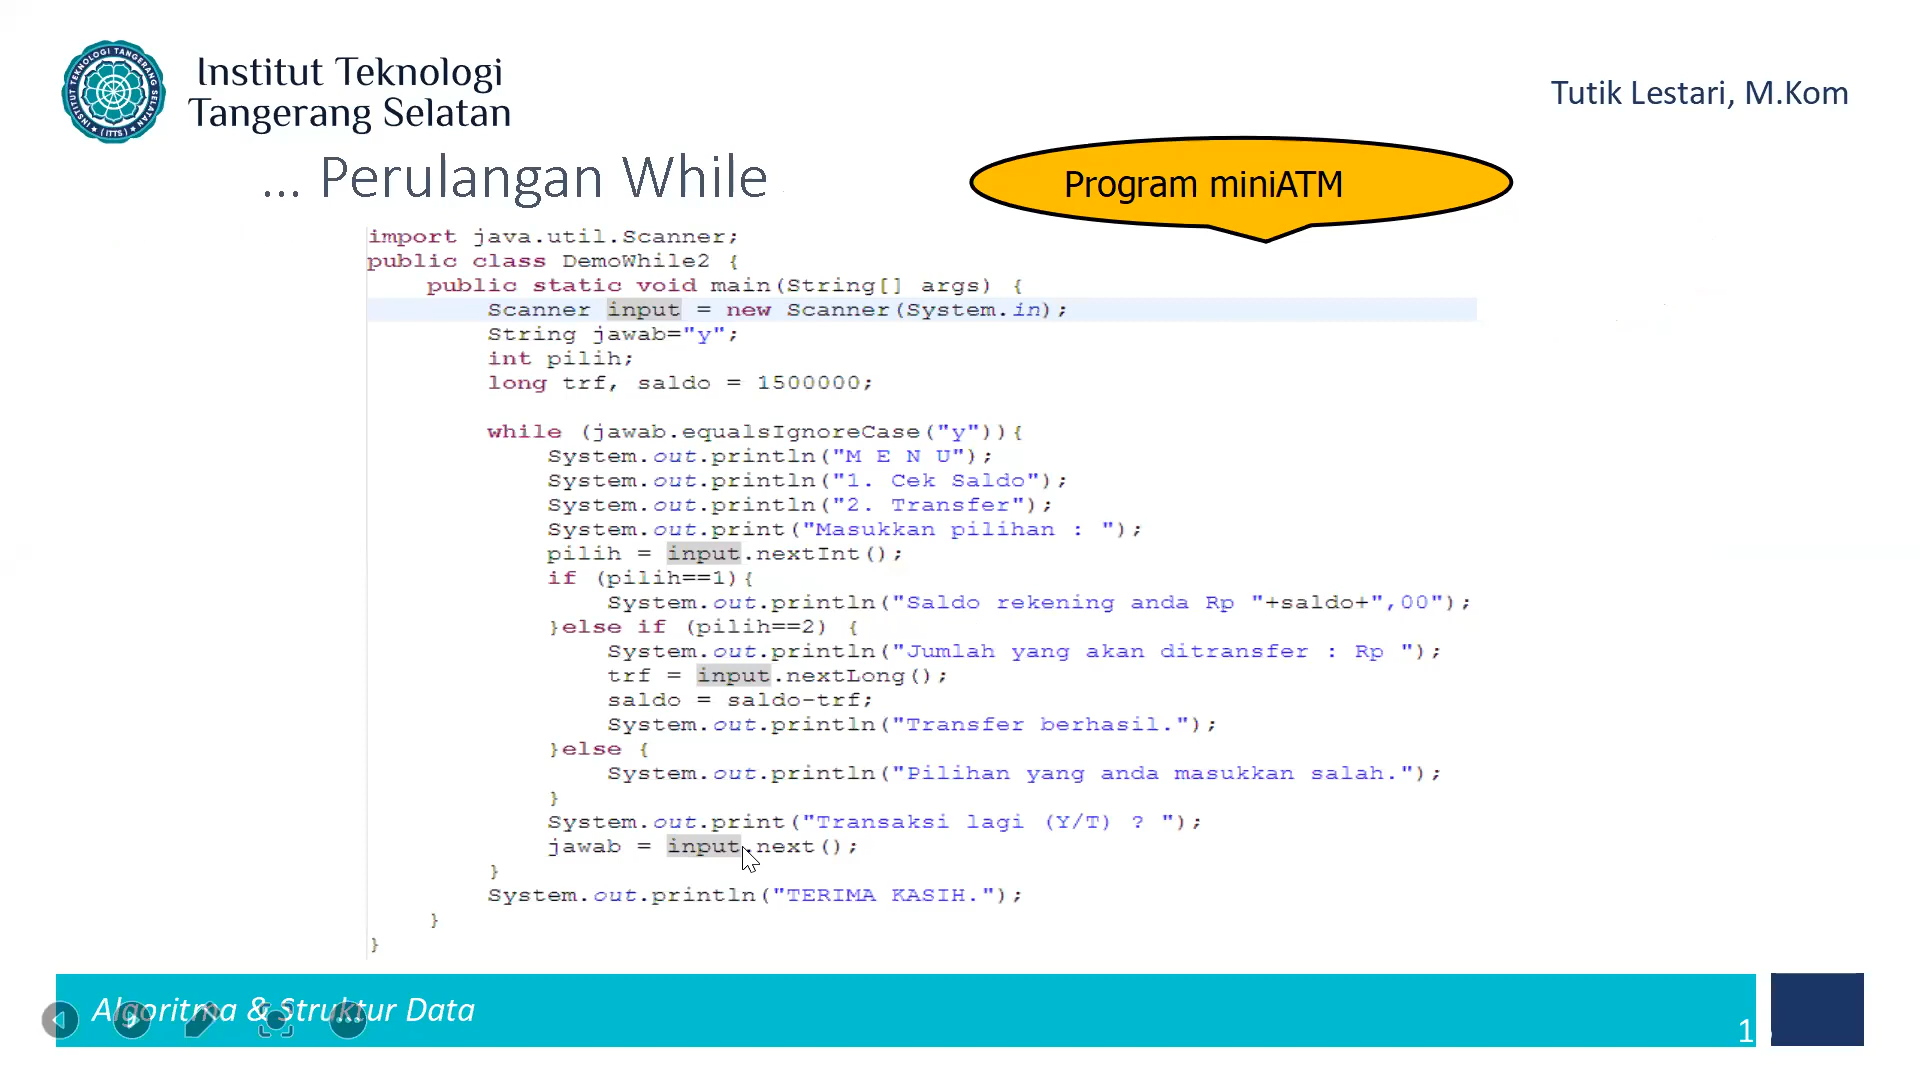 Institut Teknologi
Tangerang Selatan
INSTITUT TEKNOLOGI TANGERANG SELATAN
(ITTS)
Tutik Lestari, M.Kom
... Perulangan While
Program miniATM
import java.util.Scanner;
public class DemoWhile2 {
    public static void main(String[] args) {
        Scanner input = new Scanner(System.in);
        String jawab="y";
        int pilih;
        long trf, saldo = 1500000;
        while (jawab.equalsIgnoreCase("y")){
            System.out.println("M E N U");
            System.out.println("1. Cek Saldo");
            System.out.println("2. Transfer");
            System.out.print("Masukkan pilihan : ");
            pilih = input.nextInt();
            if (pilih==1){
                System.out.println("Saldo rekening anda Rp "+saldo+",00");
            }else if (pilih==2) {
                System.out.println("Jumlah yang akan ditransfer : Rp ");
                trf = input.nextLong();
                saldo = saldo-trf;
                System.out.println("Transfer berhasil.");
            }else {
                System.out.println("Pilihan yang anda masukkan salah.");
            }
            System.out.print("Transaksi lagi (Y/T) ? ");
            jawab = input.next();
        }
        System.out.println("TERIMA KASIH.");
    }
}
Algoritma & Struktur Data
1